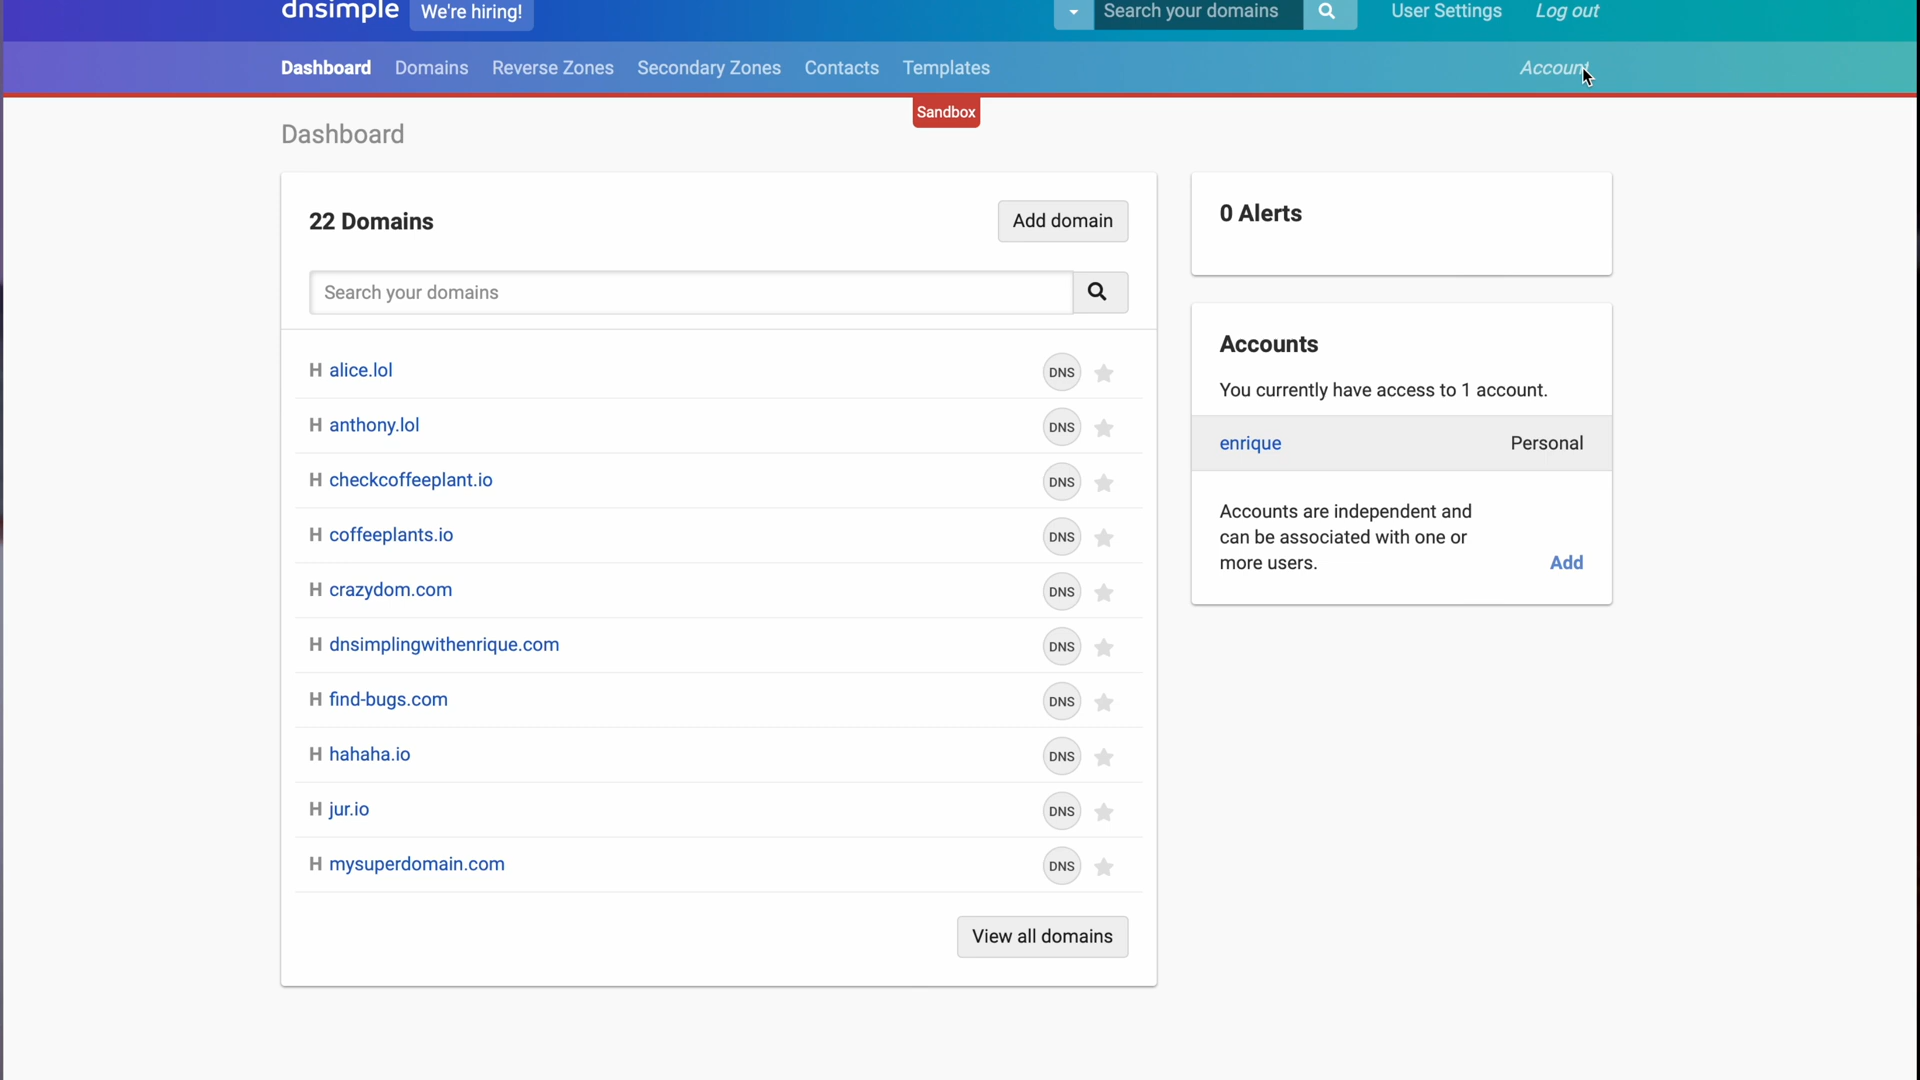 dnsimple We're hiring! Search your domains User Settings Log out
Dashboard Domains Reverse Zones Secondary Zones Contacts Templates Account
Sandbox
Dashboard
22 Domains Add domain
Search your domains
H alice.lol DNS
H anthony.lol DNS
H checkcoffeeplant.io DNS
H coffeeplants.io DNS
H crazydom.com DNS
H dnsimplingwithenrique.com DNS
H find-bugs.com DNS
H hahaha.io DNS
H jur.io DNS
H mysuperdomain.com DNS
View all domains
0 Alerts
Accounts
You currently have access to 1 account.
enrique Personal
Accounts are independent and
can be associated with one or
more users. Add